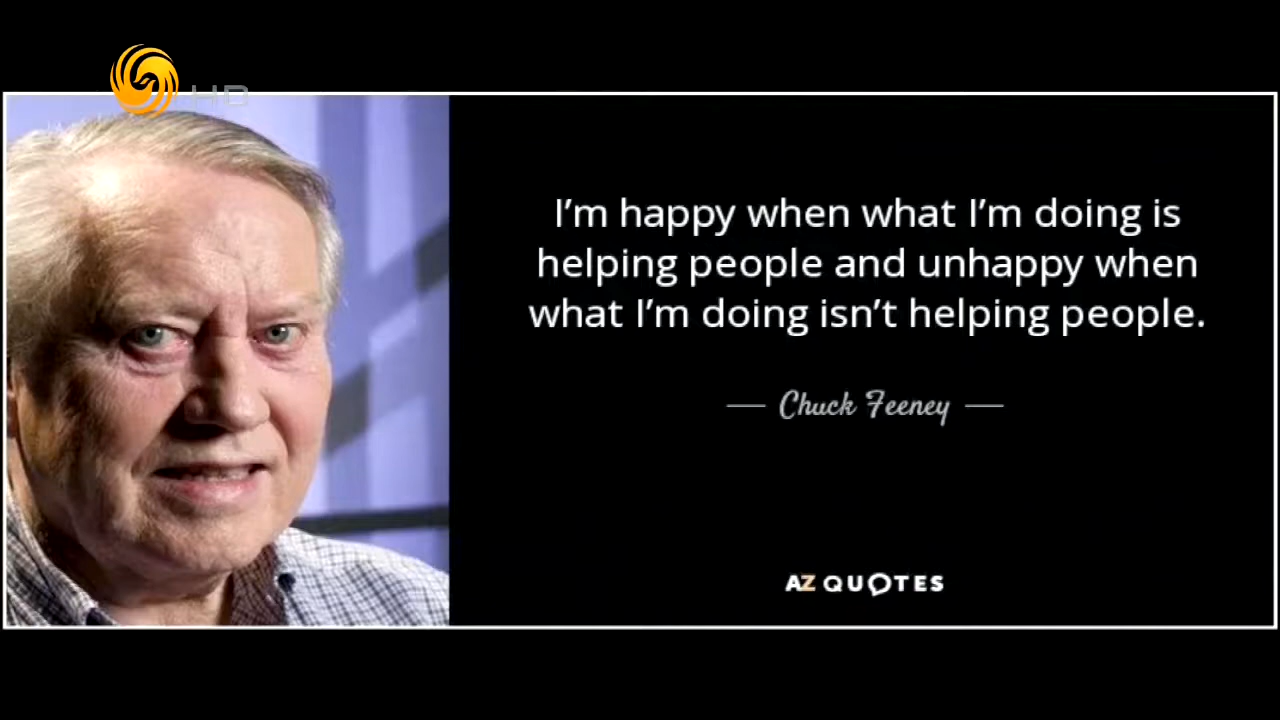 HD
I'm happy when what I'm doing is
helping people and unhappy when
what I'm doing isn't helping people.
— Chuck Feeney —
AZ QUOTES